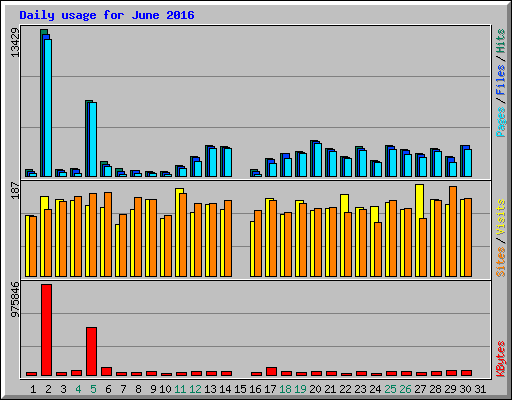 Daily usage for June 2016
13429
Pages / Files / Hits
187
Sites / Visits
975846
KBytes
1 2 3 4 5 6 7 8 9 10 11 12 13 14 15 16 17 18 19 20 21 22 23 24 25 26 27 28 29 30 31